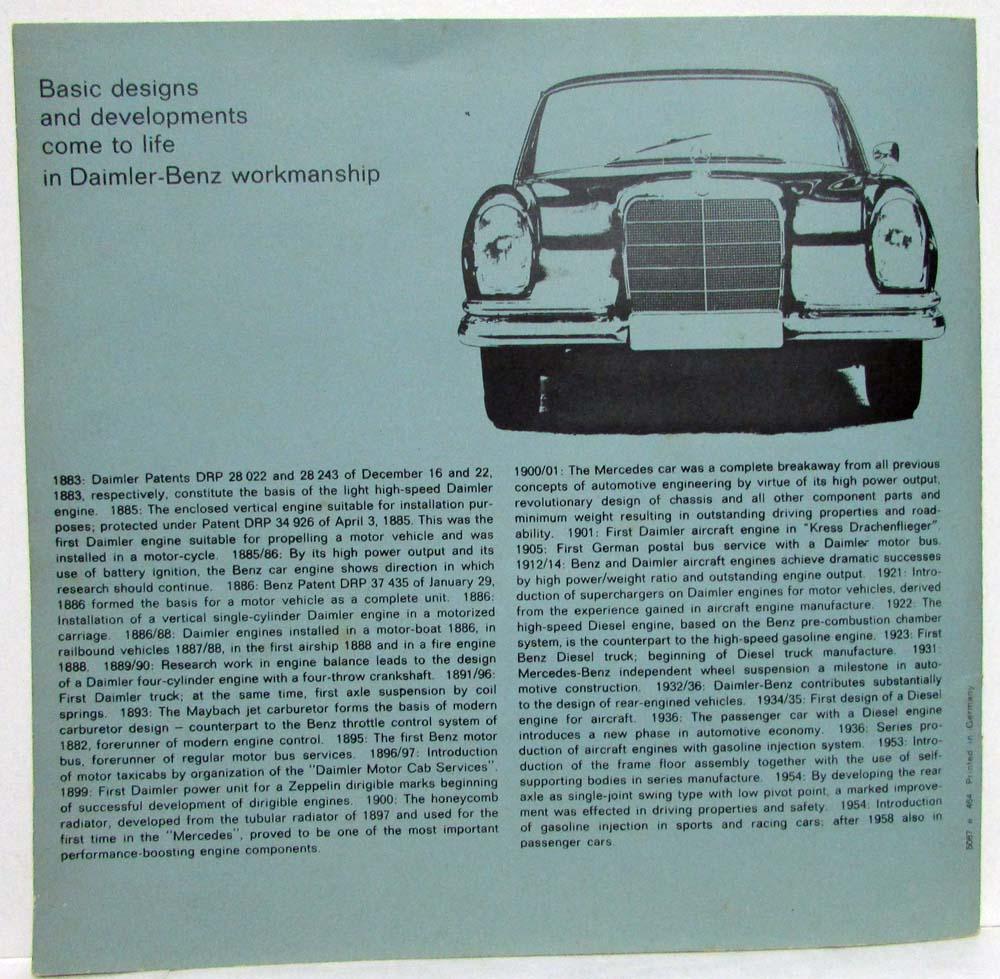 Basic designs
and developments
come to life
in Daimler-Benz workmanship
1883: Daimler Patents DRP 28 022 and 28 243 of December 16 and 22,
1883, respectively, constitute the basis of the light high-speed Daimler
engine. 1885: The enclosed vertical engine suitable for installation pur-
poses; protected under Patent DRP 34 926 of April 3, 1885. This was the
first Daimler engine suitable for propelling a motor vehicle and was
installed in a motor-cycle. 1885/86: By its high power output and its
use of battery ignition, the Benz car engine shows direction in which
research should continue. 1886: Benz Patent DRP 37 435 of January 29,
1886 formed the basis for a motor vehicle as a complete unit. 1886:
Installation of a vertical single-cylinder Daimler engine in a motorized
carriage. 1886/88: Daimler engines installed in a motor-boat 1886, in
railbound vehicles 1887/88, in the first airship 1888 and in a fire engine
1888. 1889/90: Research work in engine balance leads to the design
of a Daimler four-cylinder engine with a four-throw crankshaft. 1891/96:
First Daimler truck; at the same time, first axle suspension by coil
springs. 1893: The Maybach jet carburetor forms the basis of modern
carburetor design – counterpart to the Benz throttle control system of
1882, forerunner of modern engine control. 1895: The first Benz motor
bus, forerunner of regular motor bus services. 1896/97: Introduction
of motor taxicabs by organization of the "Daimler Motor Cab Services".
1899: First Daimler power unit for a Zeppelin dirigible marks beginning
of successful development of dirigible engines. 1900: The honeycomb
radiator, developed from the tubular radiator of 1897 and used for the
first time in the "Mercedes", proved to be one of the most important
performance-boosting engine components.
1900/01: The Mercedes car was a complete breakaway from all previous
concepts of automotive engineering by virtue of its high power output,
revolutionary design of chassis and all other component parts and
minimum weight resulting in outstanding driving properties and road-
ability. 1901: First Daimler aircraft engine in "Kress Drachenflieger".
1905: First German postal bus service with a Daimler motor bus.
1912/14: Benz and Daimler aircraft engines achieve dramatic successes
by high power/weight ratio and outstanding engine output. 1921: Intro-
duction of superchargers on Daimler engines for motor vehicles, derived
from the experience gained in aircraft engine manufacture. 1922: The
high-speed Diesel engine, based on the Benz pre-combustion chamber
system, is the counterpart to the high-speed gasoline engine. 1923: First
Benz Diesel truck; beginning of Diesel truck manufacture. 1931:
Mercedes-Benz independent wheel suspension a milestone in auto-
motive construction. 1932/36: Daimler-Benz contributes substantially
to the design of rear-engined vehicles. 1934/35: First design of a Diesel
engine for aircraft. 1936: The passenger car with a Diesel engine
introduces a new phase in automotive economy. 1936: Series pro-
duction of aircraft engines with gasoline injection system. 1953: Intro-
duction of the frame floor assembly together with the use of self-
supporting bodies in series manufacture. 1954: By developing the rear
axle as single-joint swing type with low pivot point, a marked improve-
ment was effected in driving properties and safety. 1954: Introduction
of gasoline injection in sports and racing cars; after 1958 also in
passenger cars.
5087 e 464 Printed in Germany